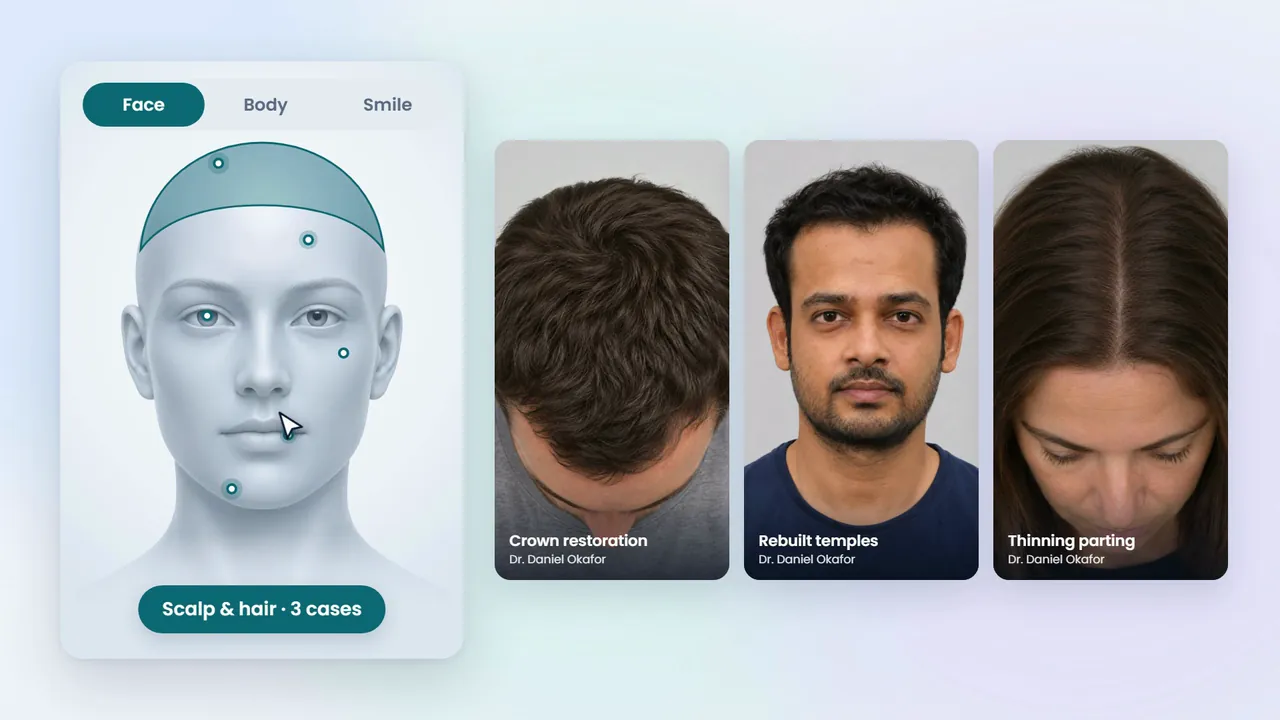 Face
Body
Smile
Scalp & hair · 3 cases
Crown restoration
Dr. Daniel Okafor
Rebuilt temples
Dr. Daniel Okafor
Thinning parting
Dr. Daniel Okafor